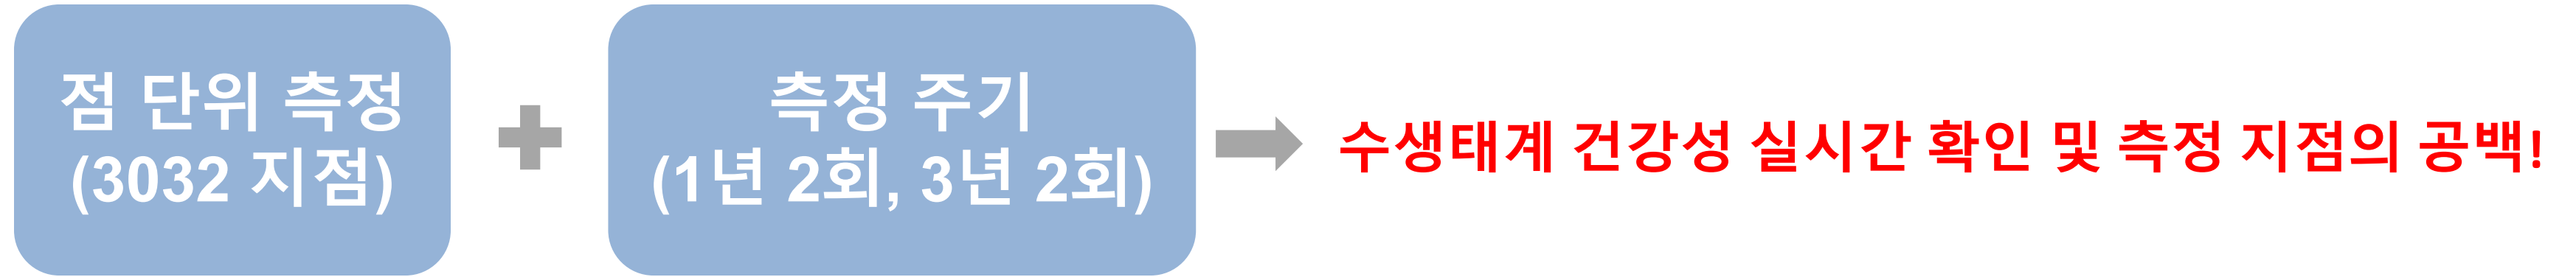 점 단위 측정
(3032 지점)
측정 주기
(1년 2회, 3년 2회)
수생태계 건강성 실시간 확인 및 측정 지점의 공백!